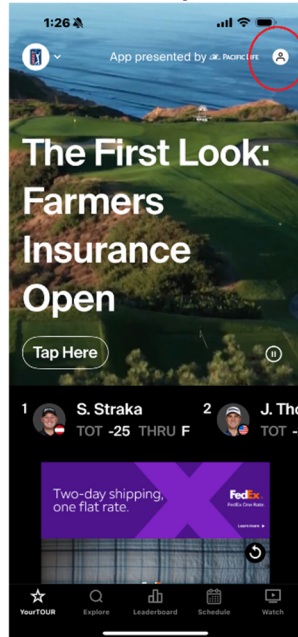 1:26
App presented by PACIFIC LIFE
The First Look:
Farmers
Insurance
Open
Tap Here
1 S. Straka 2 J. Tho
TOT -25 THRU F TOT -
Two-day shipping,
one flat rate.
FedEx.
FedEx One Rate
Learn more
YourTOUR Explore Leaderboard Schedule Watch